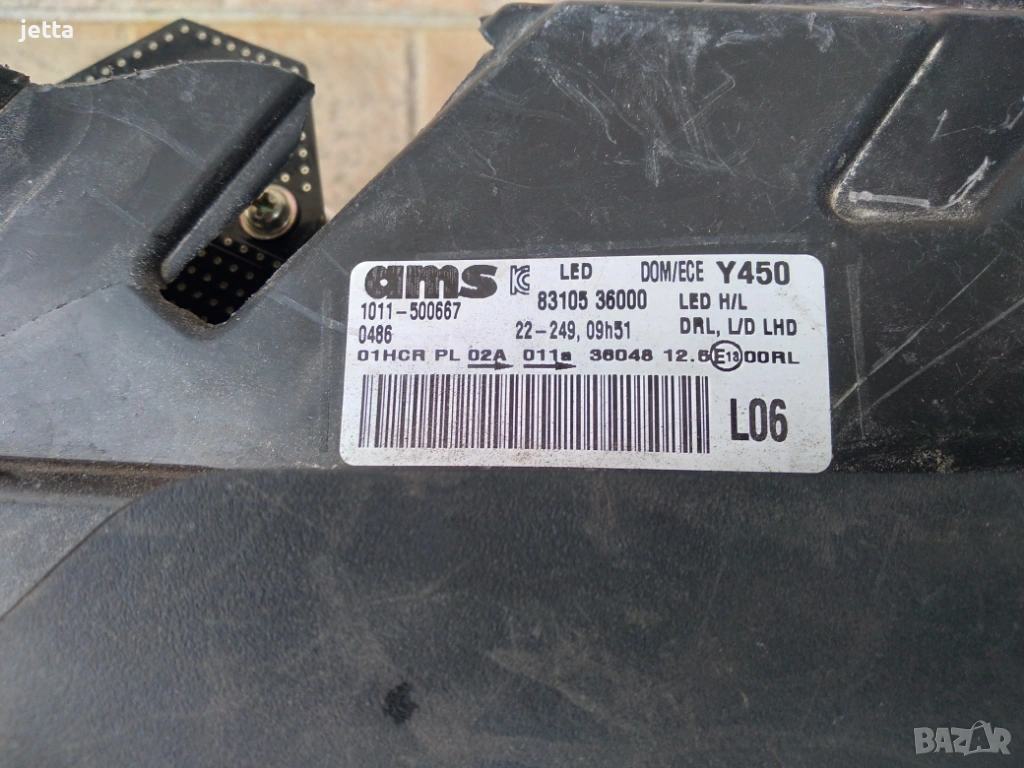 jetta
ams LED DOM/ECE Y450
1011-500667 83105 36000 LED H/L
0486 22-249, 09h51 DRL, L/D LHD
01HCR PL 02A 011a 36048 12.5 E13 00RL
L06
BAZAR